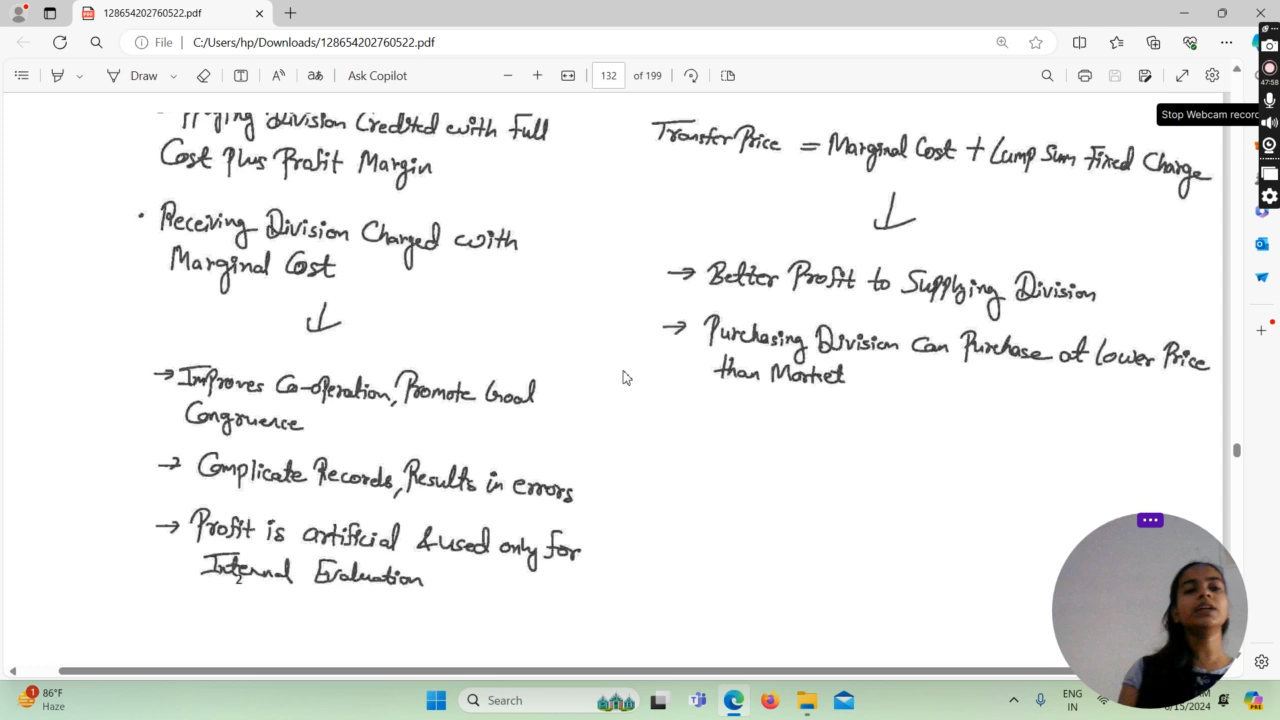 128654202760522.pdf
File C:/Users/hp/Downloads/128654202760522.pdf
Draw
Ask Copilot
132 of 199
47:58
Stop Webcam record
Division Credited with Full
Cost Plus Profit Margin
• Receiving Division Charged with
Marginal Cost
→ Improves Co-operation, Promote Goal
Congruence
→ Complicate Records, Results in errors
→ Profit is artificial & used only for
Internal Evaluation
Transfer Price = Marginal Cost + Lump Sum Fixed Charge
→ Better Profit to Supplying Division
→ Purchasing Division Can Purchase at lower Price
than Market
1
86°F
Haze
Search
ENG
IN
PRE